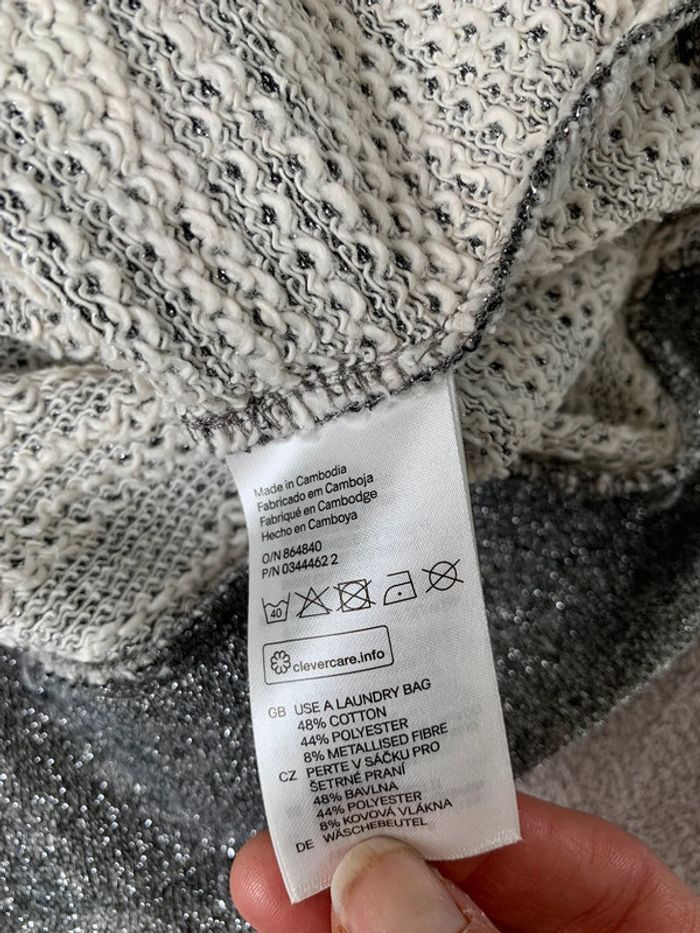 Made in Cambodia
Fabricado em Camboja
Fabriqué en Cambodge
Hecho en Camboya
O/N 864840
P/N 0344462 2
40
clevercare.info
GB USE A LAUNDRY BAG
48% COTTON
44% POLYESTER
8% METALLISED FIBRE
CZ PERTE V SÁČKU PRO
ŠETRNÉ PRANÍ
48% BAVLNA
44% POLYESTER
8% KOVOVÁ VLÁKNA
DE WÄSCHEBEUTEL